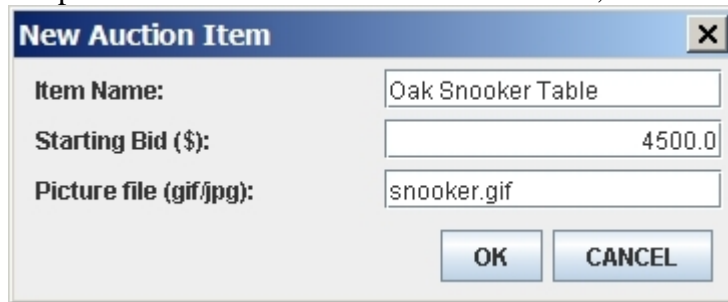 New Auction Item
Item Name: Oak Snooker Table
Starting Bid ($): 4500.0
Picture file (gif/jpg): snooker.gif
OK CANCEL